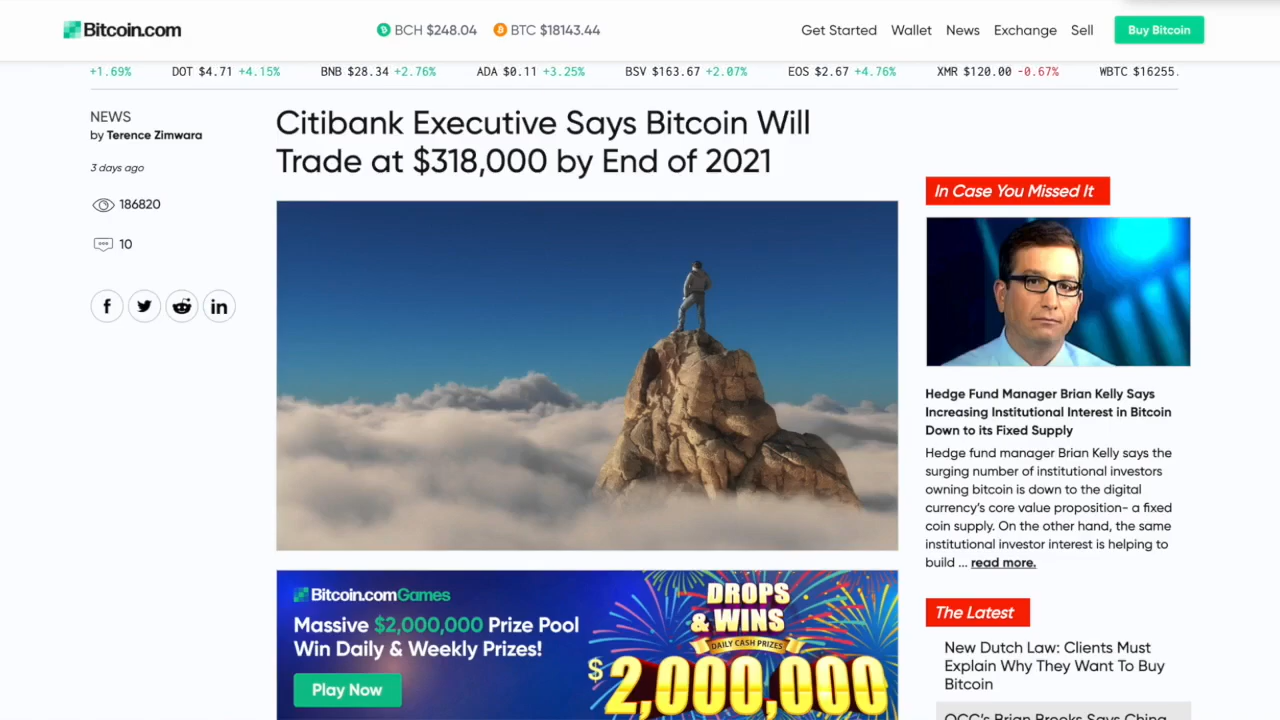 Bitcoin.com
BCH $248.04 BTC $18143.44
Get Started Wallet News Exchange Sell Buy Bitcoin
+1.69% DOT $4.71 +4.15% BNB $28.34 +2.76% ADA $0.11 +3.25% BSV $163.67 +2.07% EOS $2.67 +4.76% XMR $120.00 -0.67% WBTC $16255.
NEWS
by Terence Zimwara
3 days ago
186820
10
Citibank Executive Says Bitcoin Will
Trade at $318,000 by End of 2021
Bitcoin.com Games
Massive $2,000,000 Prize Pool
Win Daily & Weekly Prizes!
Play Now
DROPS
& WINS
DAILY CASH PRIZES
$2,000,000
In Case You Missed It
Hedge Fund Manager Brian Kelly Says
Increasing Institutional Interest in Bitcoin
Down to its Fixed Supply
Hedge fund manager Brian Kelly says the
surging number of institutional investors
owning bitcoin is down to the digital
currency's core value proposition- a fixed
coin supply. On the other hand, the same
institutional investor interest is helping to
build ... read more.
The Latest
New Dutch Law: Clients Must
Explain Why They Want To Buy
Bitcoin
OCC's Brian Brooks Says China